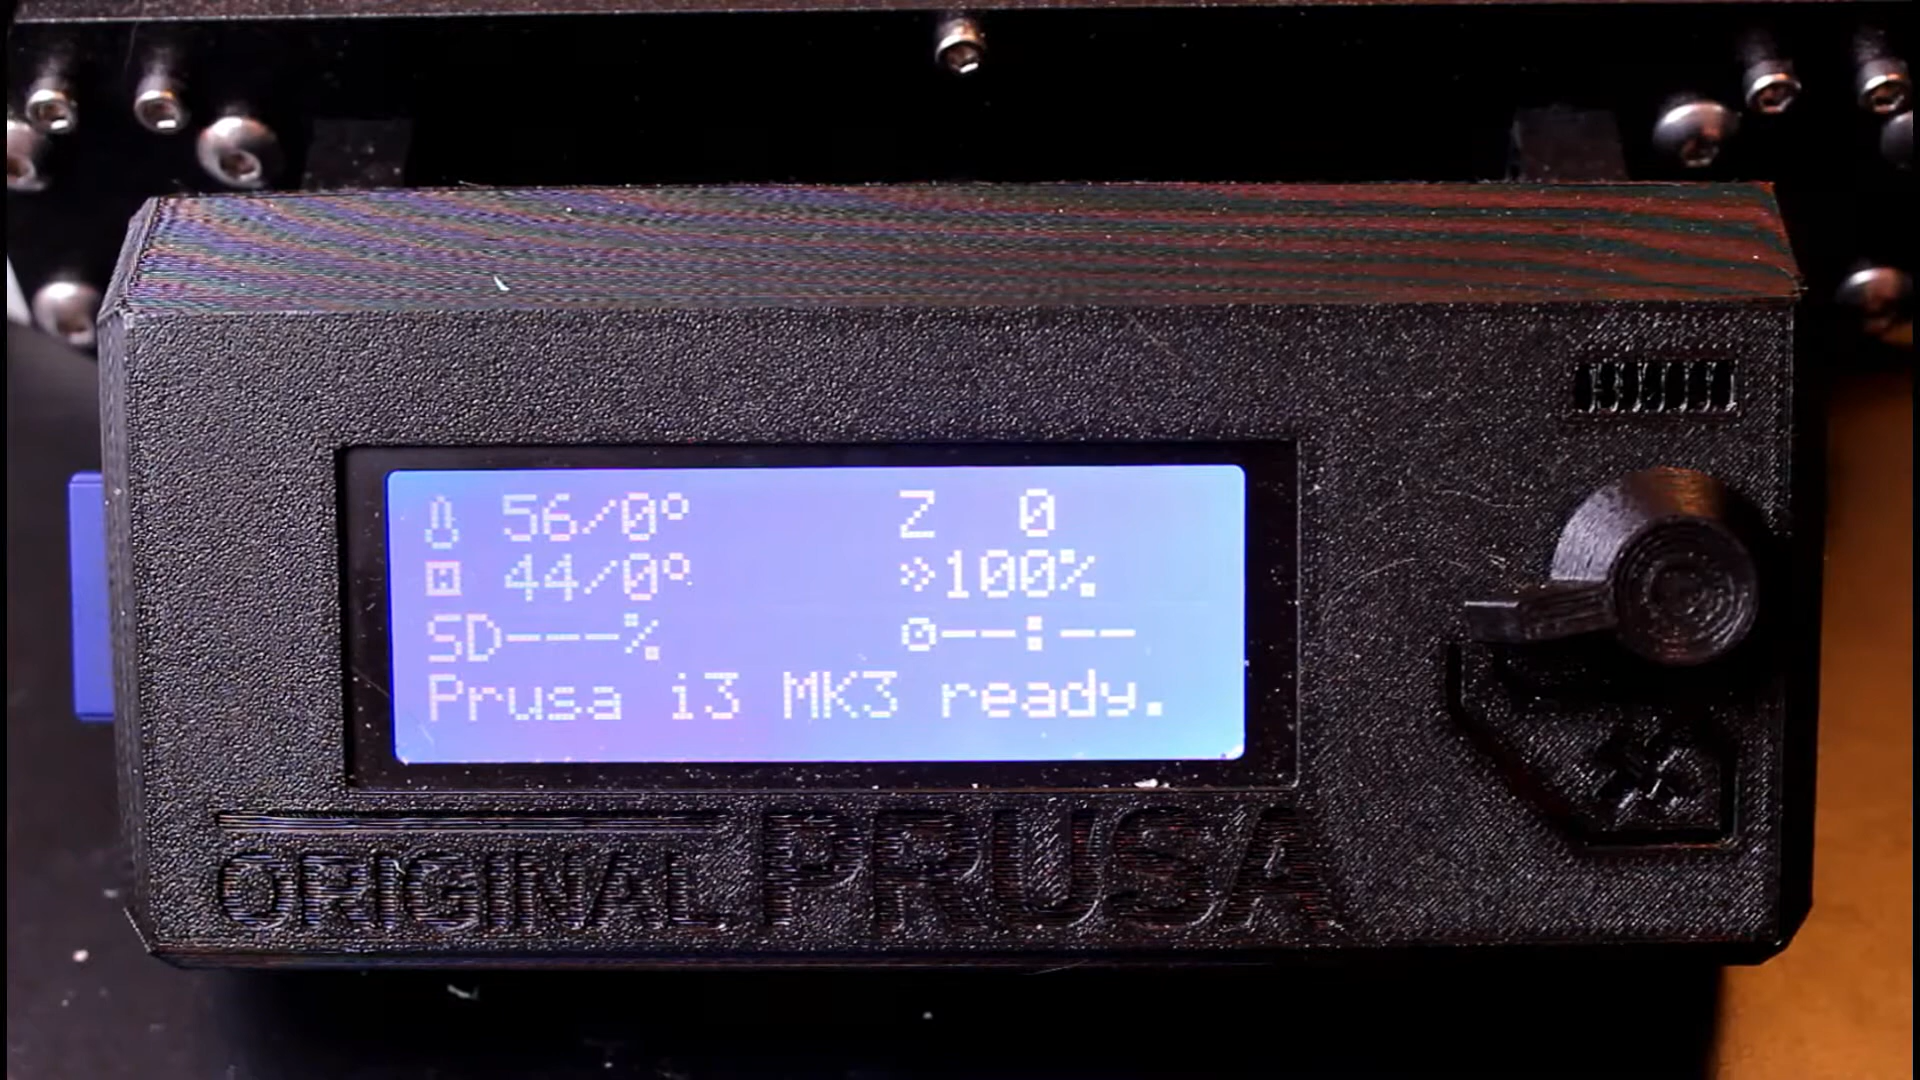 56/0° Z 0
44/0° »100%
SD---% --:--
Prusa i3 MK3 ready.
ORIGINAL PRUSA